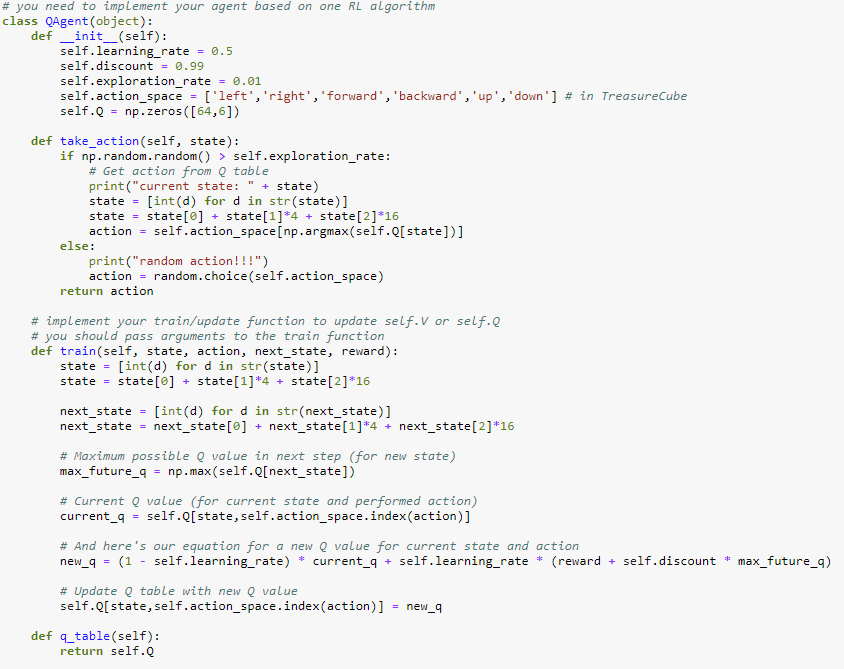 # you need to implement your agent based on one RL algorithm
class QAgent(object):
    def __init__(self):
        self.learning_rate = 0.5
        self.discount = 0.99
        self.exploration_rate = 0.01
        self.action_space = ['left','right','forward','backward','up','down'] # in TreasureCube
        self.Q = np.zeros([64,6])

    def take_action(self, state):
        if np.random.random() > self.exploration_rate:
            # Get action from Q table
            print("current state: " + state)
            state = [int(d) for d in str(state)]
            state = state[0] + state[1]*4 + state[2]*16
            action = self.action_space[np.argmax(self.Q[state])]
        else:
            print("random action!!!")
            action = random.choice(self.action_space)
        return action

    # implement your train/update function to update self.V or self.Q
    # you should pass arguments to the train function
    def train(self, state, action, next_state, reward):
        state = [int(d) for d in str(state)]
        state = state[0] + state[1]*4 + state[2]*16

        next_state = [int(d) for d in str(next_state)]
        next_state = next_state[0] + next_state[1]*4 + next_state[2]*16

        # Maximum possible Q value in next step (for new state)
        max_future_q = np.max(self.Q[next_state])

        # Current Q value (for current state and performed action)
        current_q = self.Q[state,self.action_space.index(action)]

        # And here's our equation for a new Q value for current state and action
        new_q = (1 - self.learning_rate) * current_q + self.learning_rate * (reward + self.discount * max_future_q)

        # Update Q table with new Q value
        self.Q[state,self.action_space.index(action)] = new_q

    def q_table(self):
        return self.Q